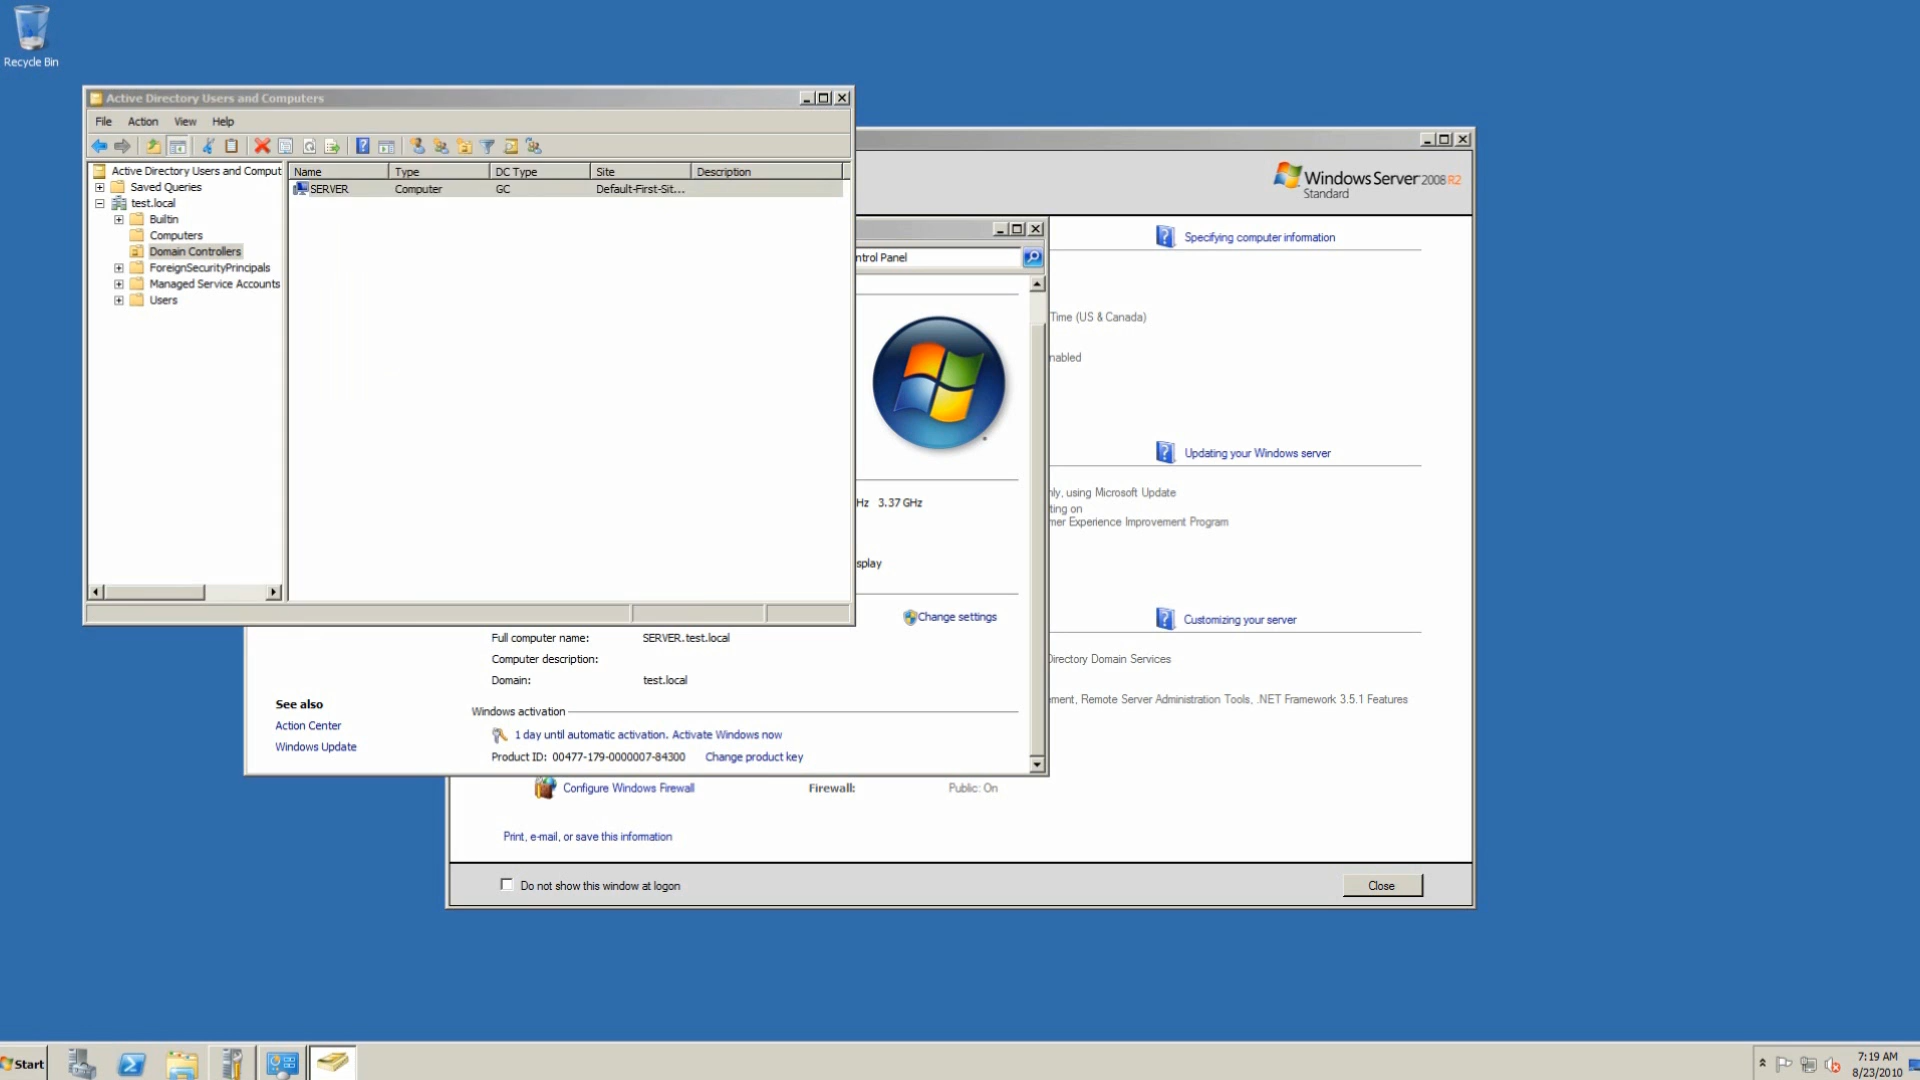 Recycle Bin
Active Directory Users and Computers
File Action View Help
Active Directory Users and Comput
Saved Queries
test.local
Builtin
Computers
Domain Controllers
ForeignSecurityPrincipals
Managed Service Accounts
Users
Name Type DC Type Site Description
SERVER Computer GC Default-First-Sit...
Windows Server 2008 R2
Standard
Specifying computer information
ntrol Panel
Time (US & Canada)
nabled
Updating your Windows server
nly, using Microsoft Update
ting on
mer Experience Improvement Program
Hz 3.37 GHz
splay
Change settings
Customizing your server
Directory Domain Services
ment, Remote Server Administration Tools, .NET Framework 3.5.1 Features
Full computer name: SERVER.test.local
Computer description:
Domain: test.local
See also
Action Center
Windows Update
Windows activation
1 day until automatic activation. Activate Windows now
Product ID: 00477-179-0000007-84300 Change product key
Configure Windows Firewall Firewall: Public: On
Print, e-mail, or save this information
Do not show this window at logon Close
Start
7:19 AM
8/23/2010